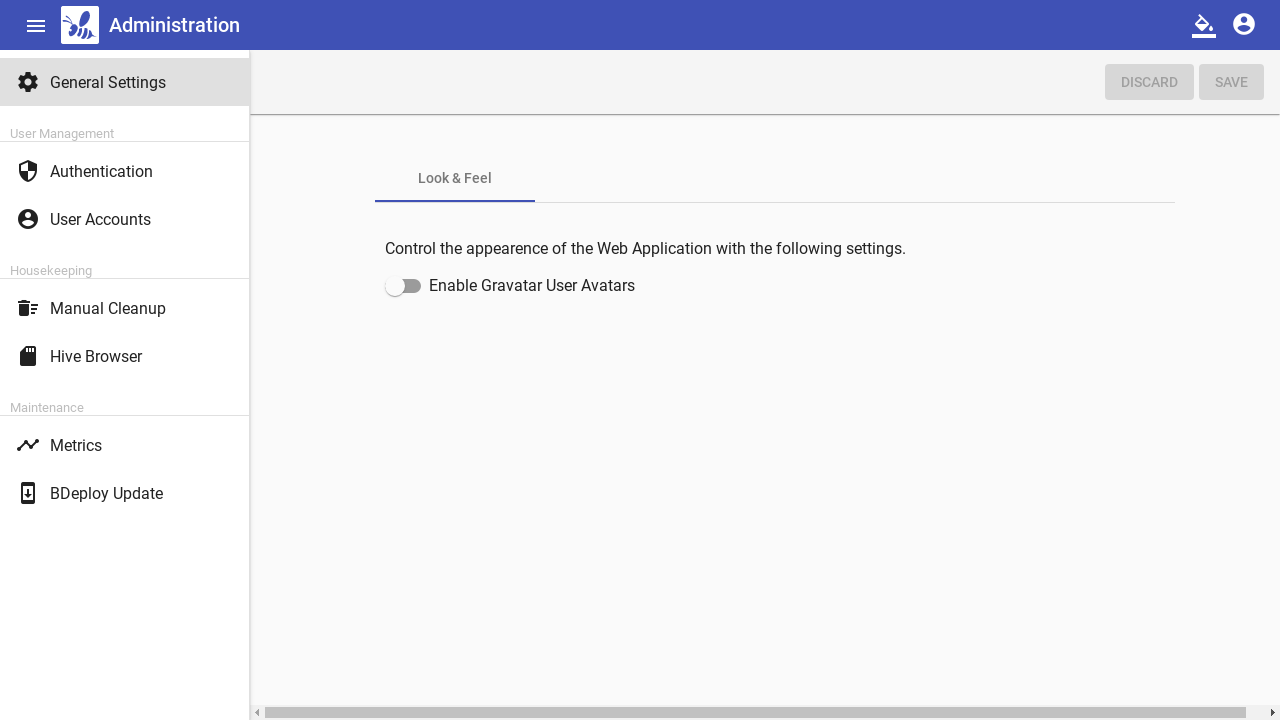 Administration
General Settings
DISCARD
SAVE
User Management
Authentication
User Accounts
Housekeeping
Manual Cleanup
Hive Browser
Maintenance
Metrics
BDeploy Update
Look & Feel
Control the appearence of the Web Application with the following settings.
Enable Gravatar User Avatars